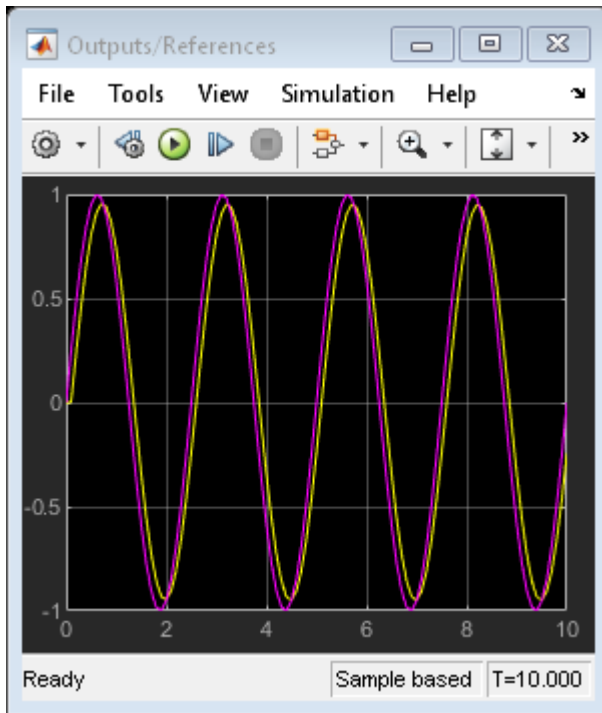 Outputs/References
File Tools View Simulation Help
1
0.5
0
-0.5
-1
0 2 4 6 8 10
Ready Sample based T=10.000